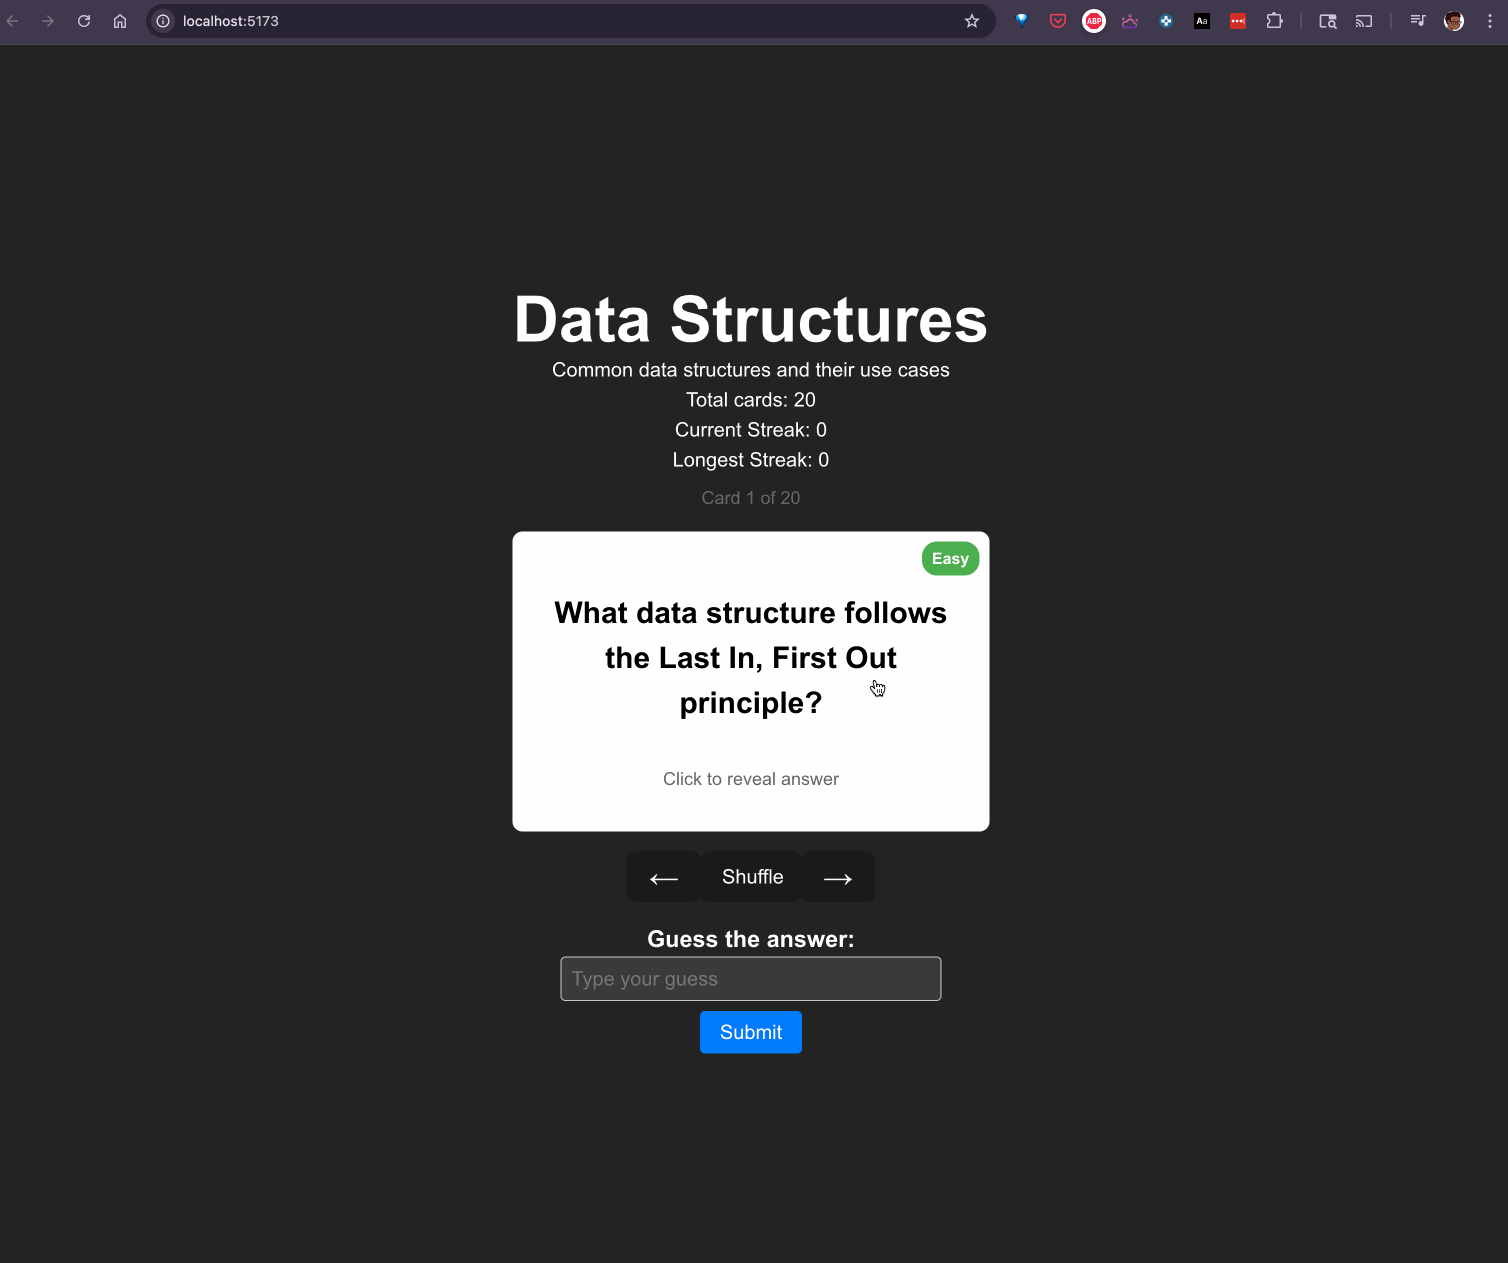 localhost:5173
ABP
Aa
Data Structures
Common data structures and their use cases
Total cards: 20
Current Streak: 0
Longest Streak: 0
Card 1 of 20
Easy
What data structure follows
the Last In, First Out
principle?
Click to reveal answer
← Shuffle →
Guess the answer:
Type your guess
Submit